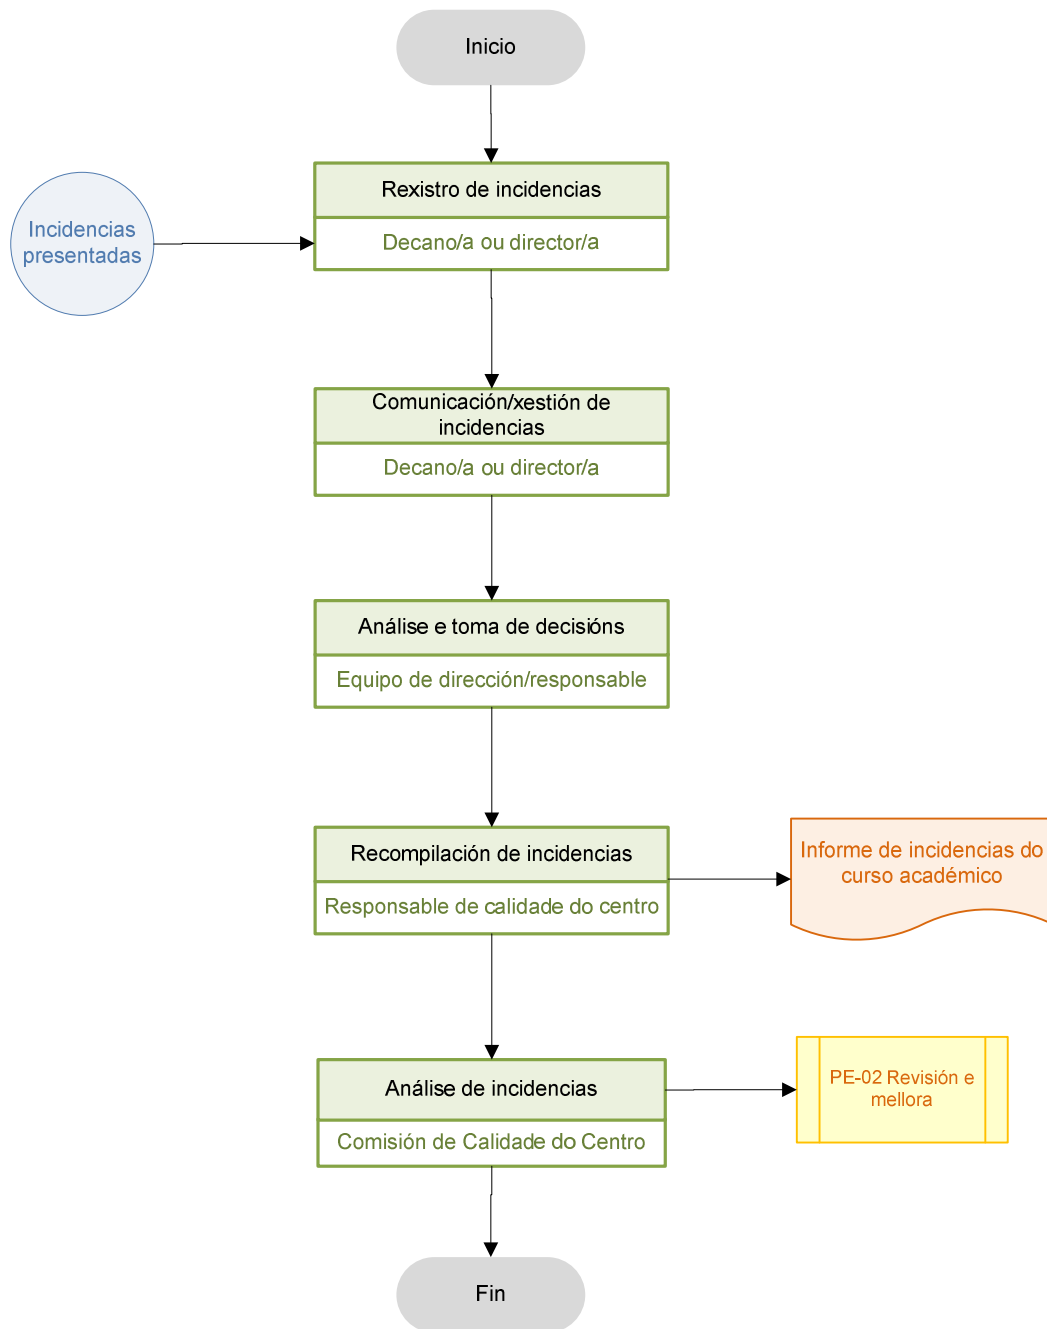 Inicio
Rexistro de incidencias
Decano/a ou director/a
Incidencias
presentadas
Comunicación/xestión de
incidencias
Decano/a ou director/a
Análise e toma de decisións
Equipo de dirección/responsable
Recompilación de incidencias
Responsable de calidade do centro
Informe de incidencias do
curso académico
Análise de incidencias
Comisión de Calidade do Centro
PE-02 Revisión e
mellora
Fin